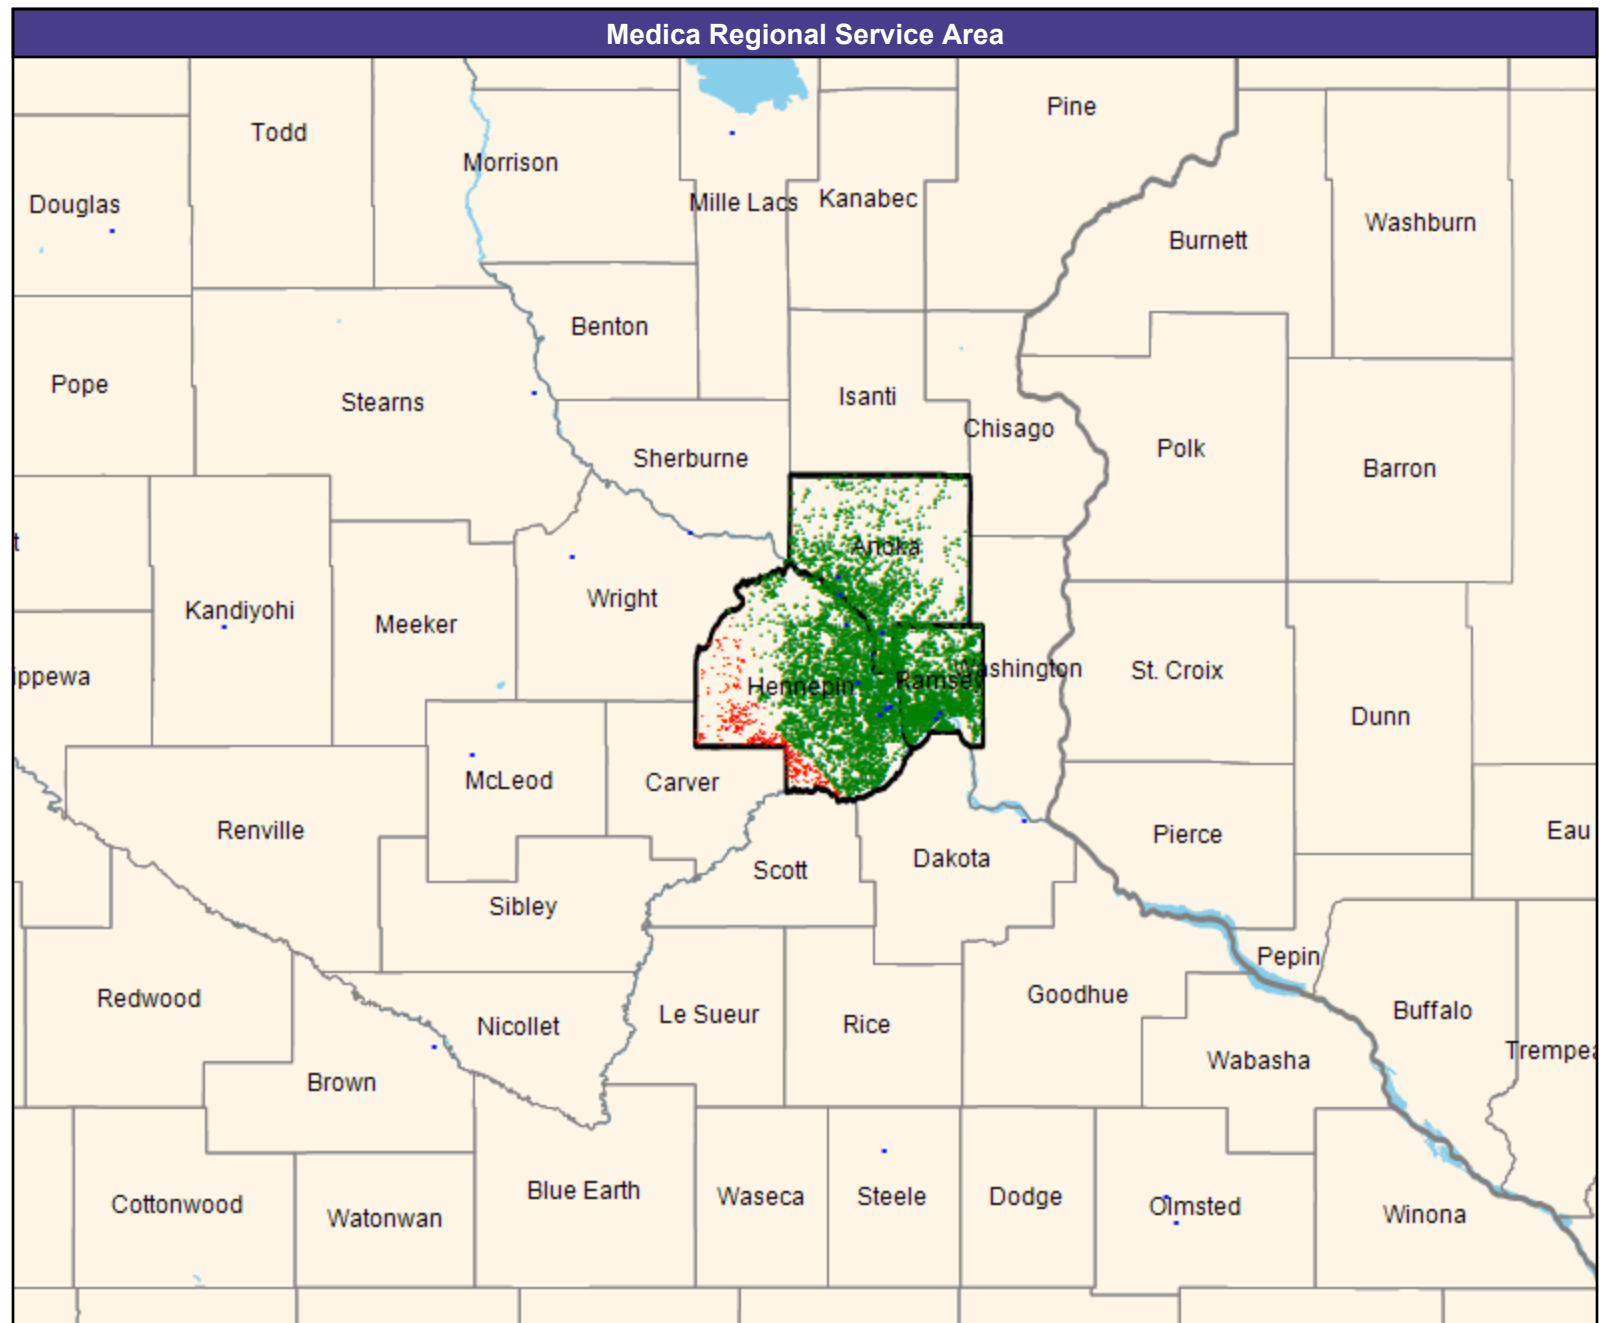 Medica Regional Service Area
Pine
Todd
Morrison
Douglas
Mille Lacs
Kanabec
Washburn
Burnett
Benton
Pope
Stearns
Isanti
Chisago
Polk
Sherburne
Barron
t
Anoka
Kandiyohi
Wright
Meeker
ippewa
Hennepin
Ramsey
Washington
St. Croix
Dunn
McLeod
Carver
Renville
Pierce
Eau
Scott
Dakota
Sibley
Pepin
Redwood
Goodhue
Nicollet
Le Sueur
Rice
Buffalo
Trempea
Wabasha
Brown
Blue Earth
Waseca
Steele
Dodge
Cottonwood
Olmsted
Watonwan
Winona